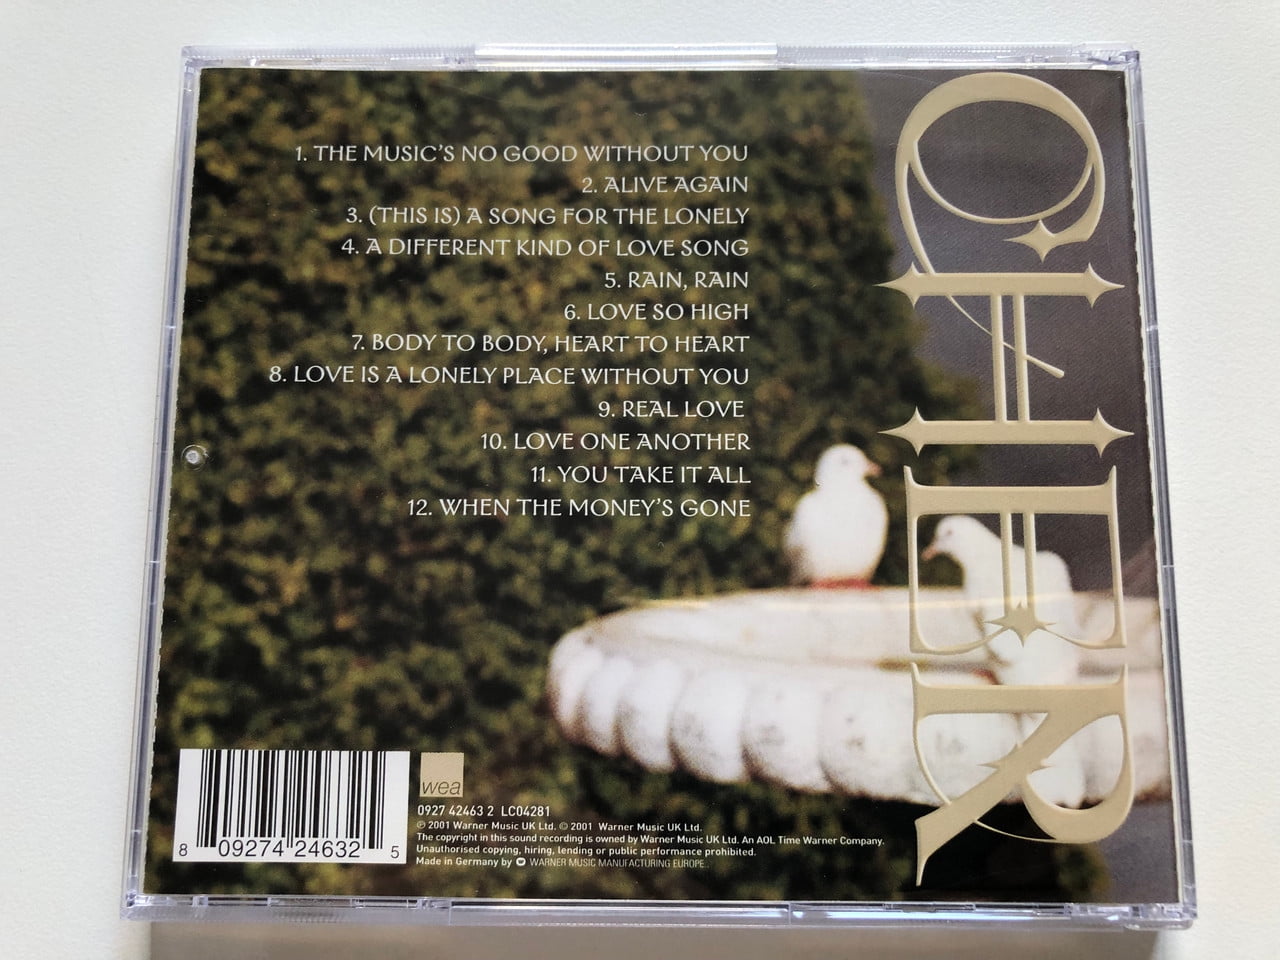 1. THE MUSIC'S NO GOOD WITHOUT YOU
2. ALIVE AGAIN
3. (THIS IS) A SONG FOR THE LONELY
4. A DIFFERENT KIND OF LOVE SONG
5. RAIN, RAIN
6. LOVE SO HIGH
7. BODY TO BODY, HEART TO HEART
8. LOVE IS A LONELY PLACE WITHOUT YOU
9. REAL LOVE
10. LOVE ONE ANOTHER
11. YOU TAKE IT ALL
12. WHEN THE MONEY'S GONE
CHER
8 09274 24632 5
wea
0927 42463 2 LC04281
℗ 2001 Warner Music UK Ltd. © 2001 Warner Music UK Ltd.
The copyright in this sound recording is owned by Warner Music UK Ltd. An AOL Time Warner Company.
Unauthorised copying, hiring, lending or public performance prohibited.
Made in Germany by WARNER MUSIC MANUFACTURING EUROPE.